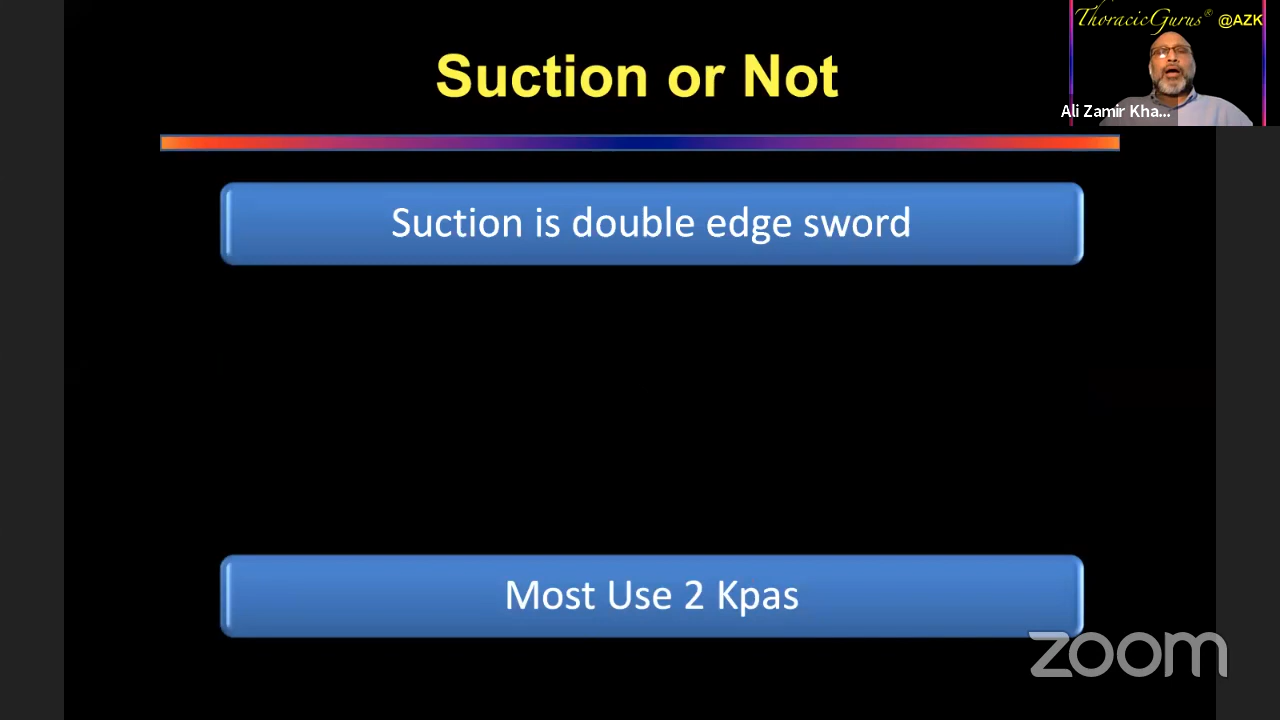 ThoracicGurus® @AZK
Suction or Not
Ali Zamir Kha...
Suction is double edge sword
Most Use 2 Kpas
zoom